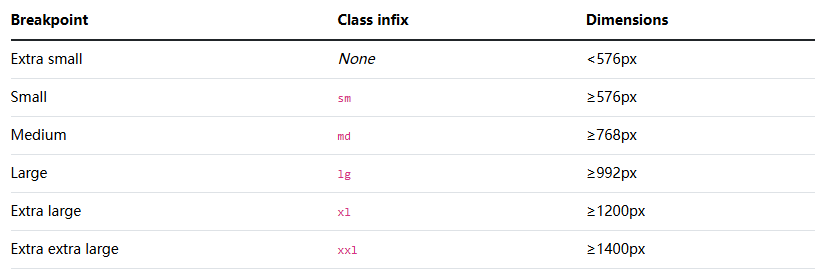 Breakpoint Class infix Dimensions
Extra small None <576px
Small sm ≥576px
Medium md ≥768px
Large lg ≥992px
Extra large xl ≥1200px
Extra extra large xxl ≥1400px